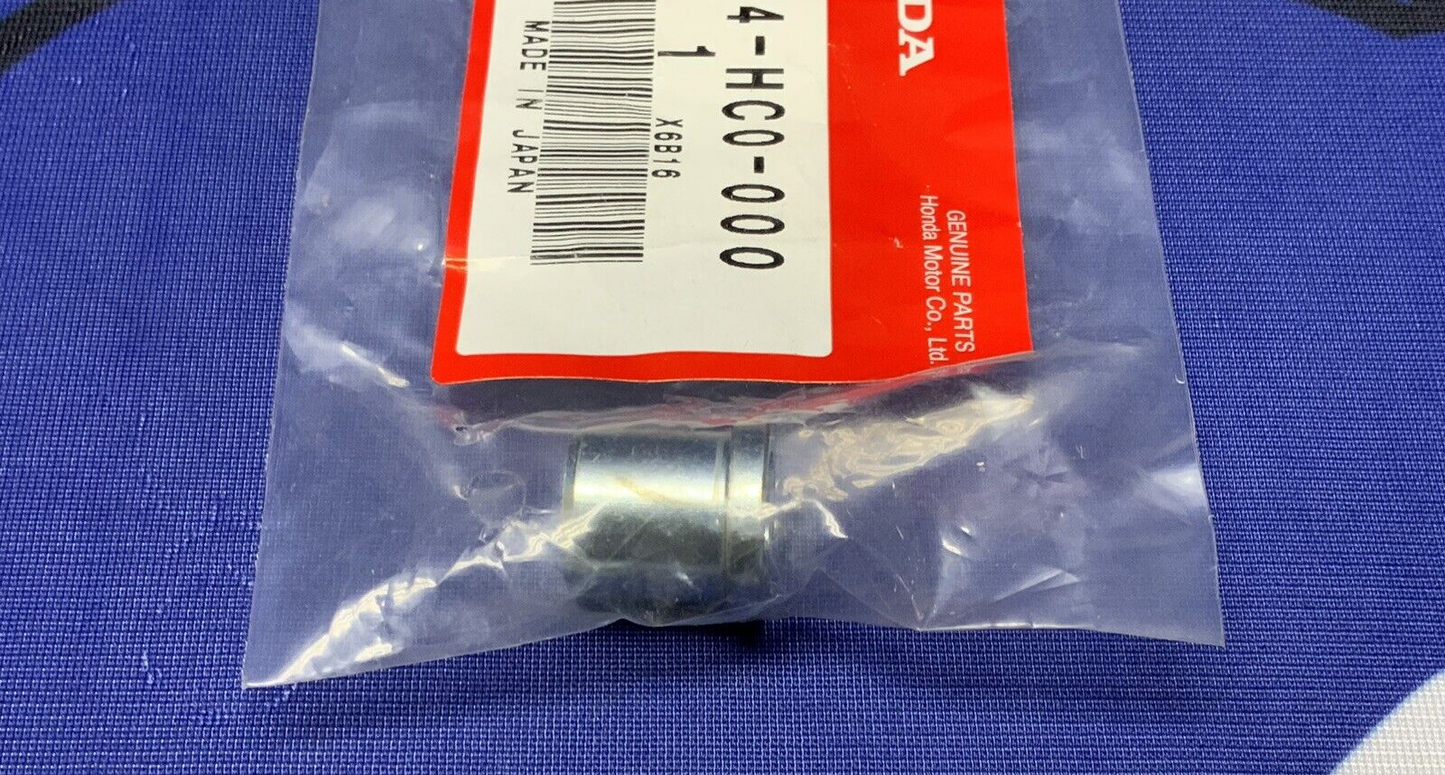 DA
GENUINE PARTS
Honda Motor Co., Ltd.
4-HC0-000
1
X6B16
MADE IN JAPAN